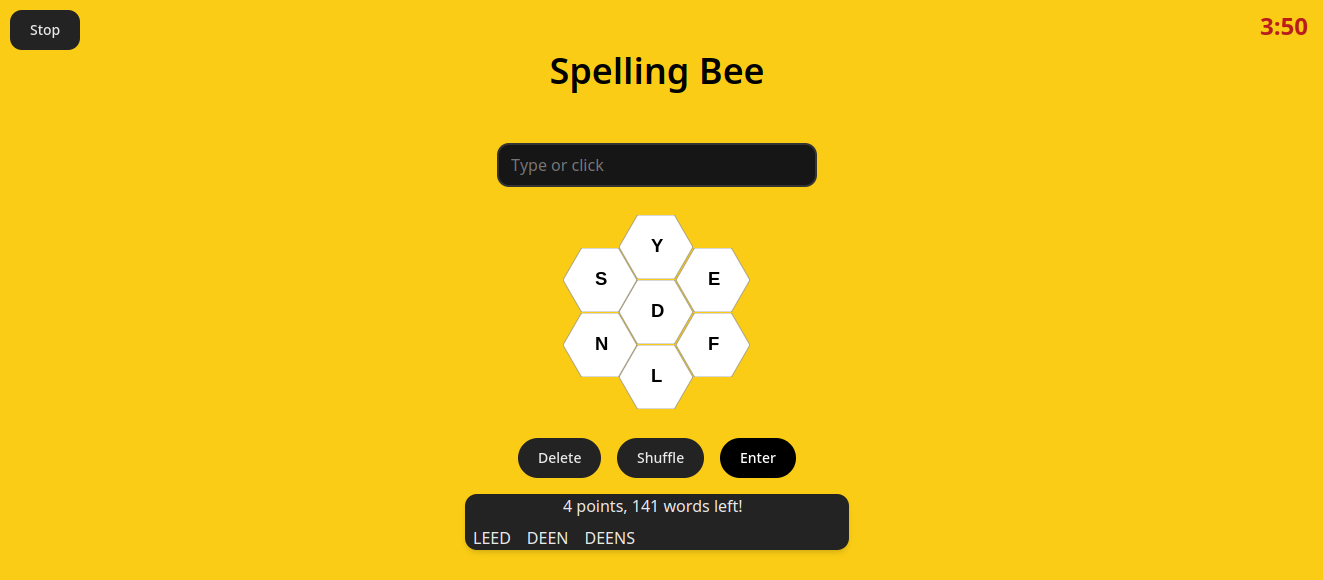 Stop
3:50
Spelling Bee
Type or click
Y
S
E
D
N
F
L
Delete Shuffle Enter
4 points, 141 words left!
LEED DEEN DEENS